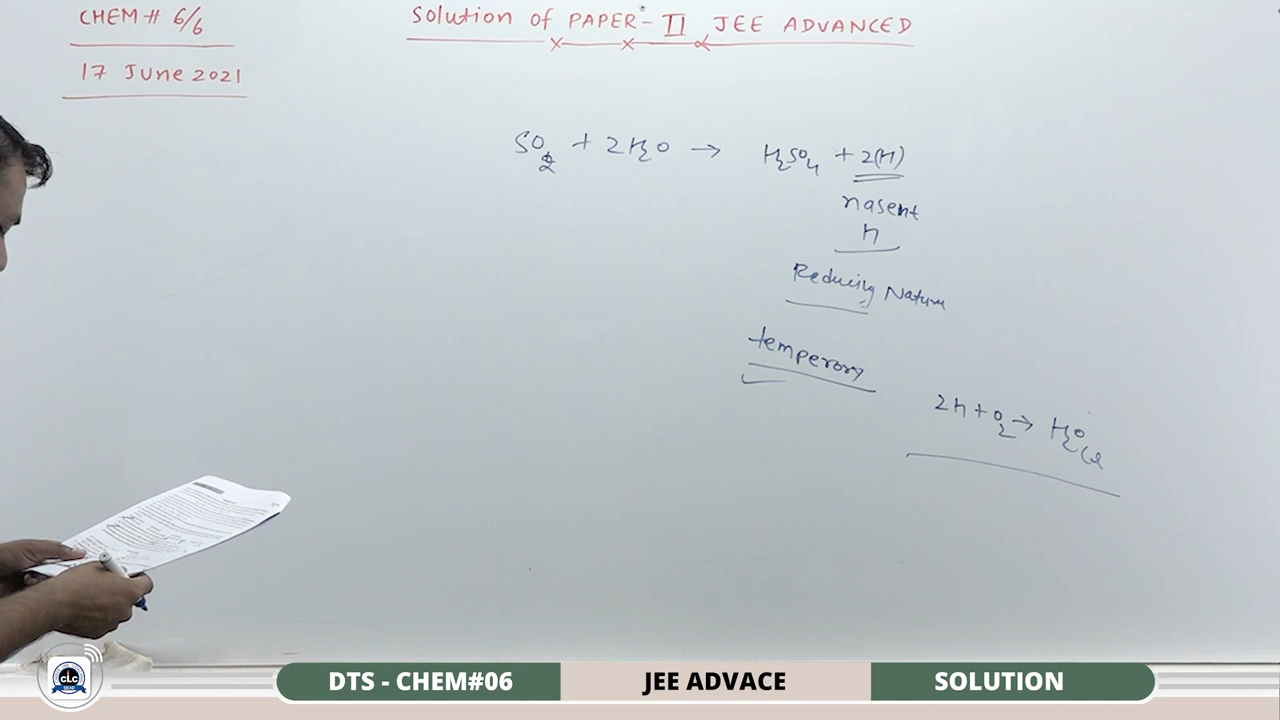 CHEM # 6/6
17 June 2021
Solution of PAPER-II JEE ADVANCED
SO2 + 2H2O → H2SO4 + 2(H)
nasent
H
Reducing Nature
temperory
2H + O2 → H2O
DTS - CHEM#06
JEE ADVACE
SOLUTION
CLC